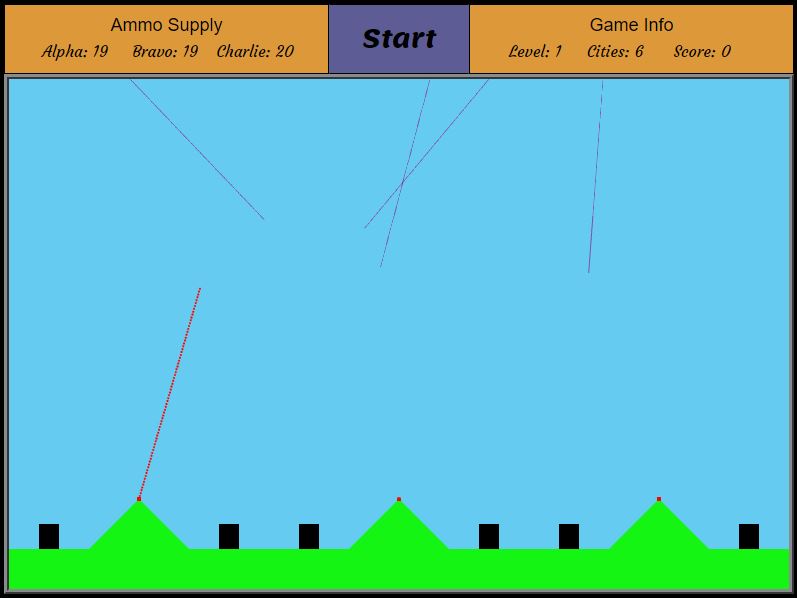 Ammo Supply
Alpha: 19 Bravo: 19 Charlie: 20
Start
Game Info
Level: 1 Cities: 6 Score: 0